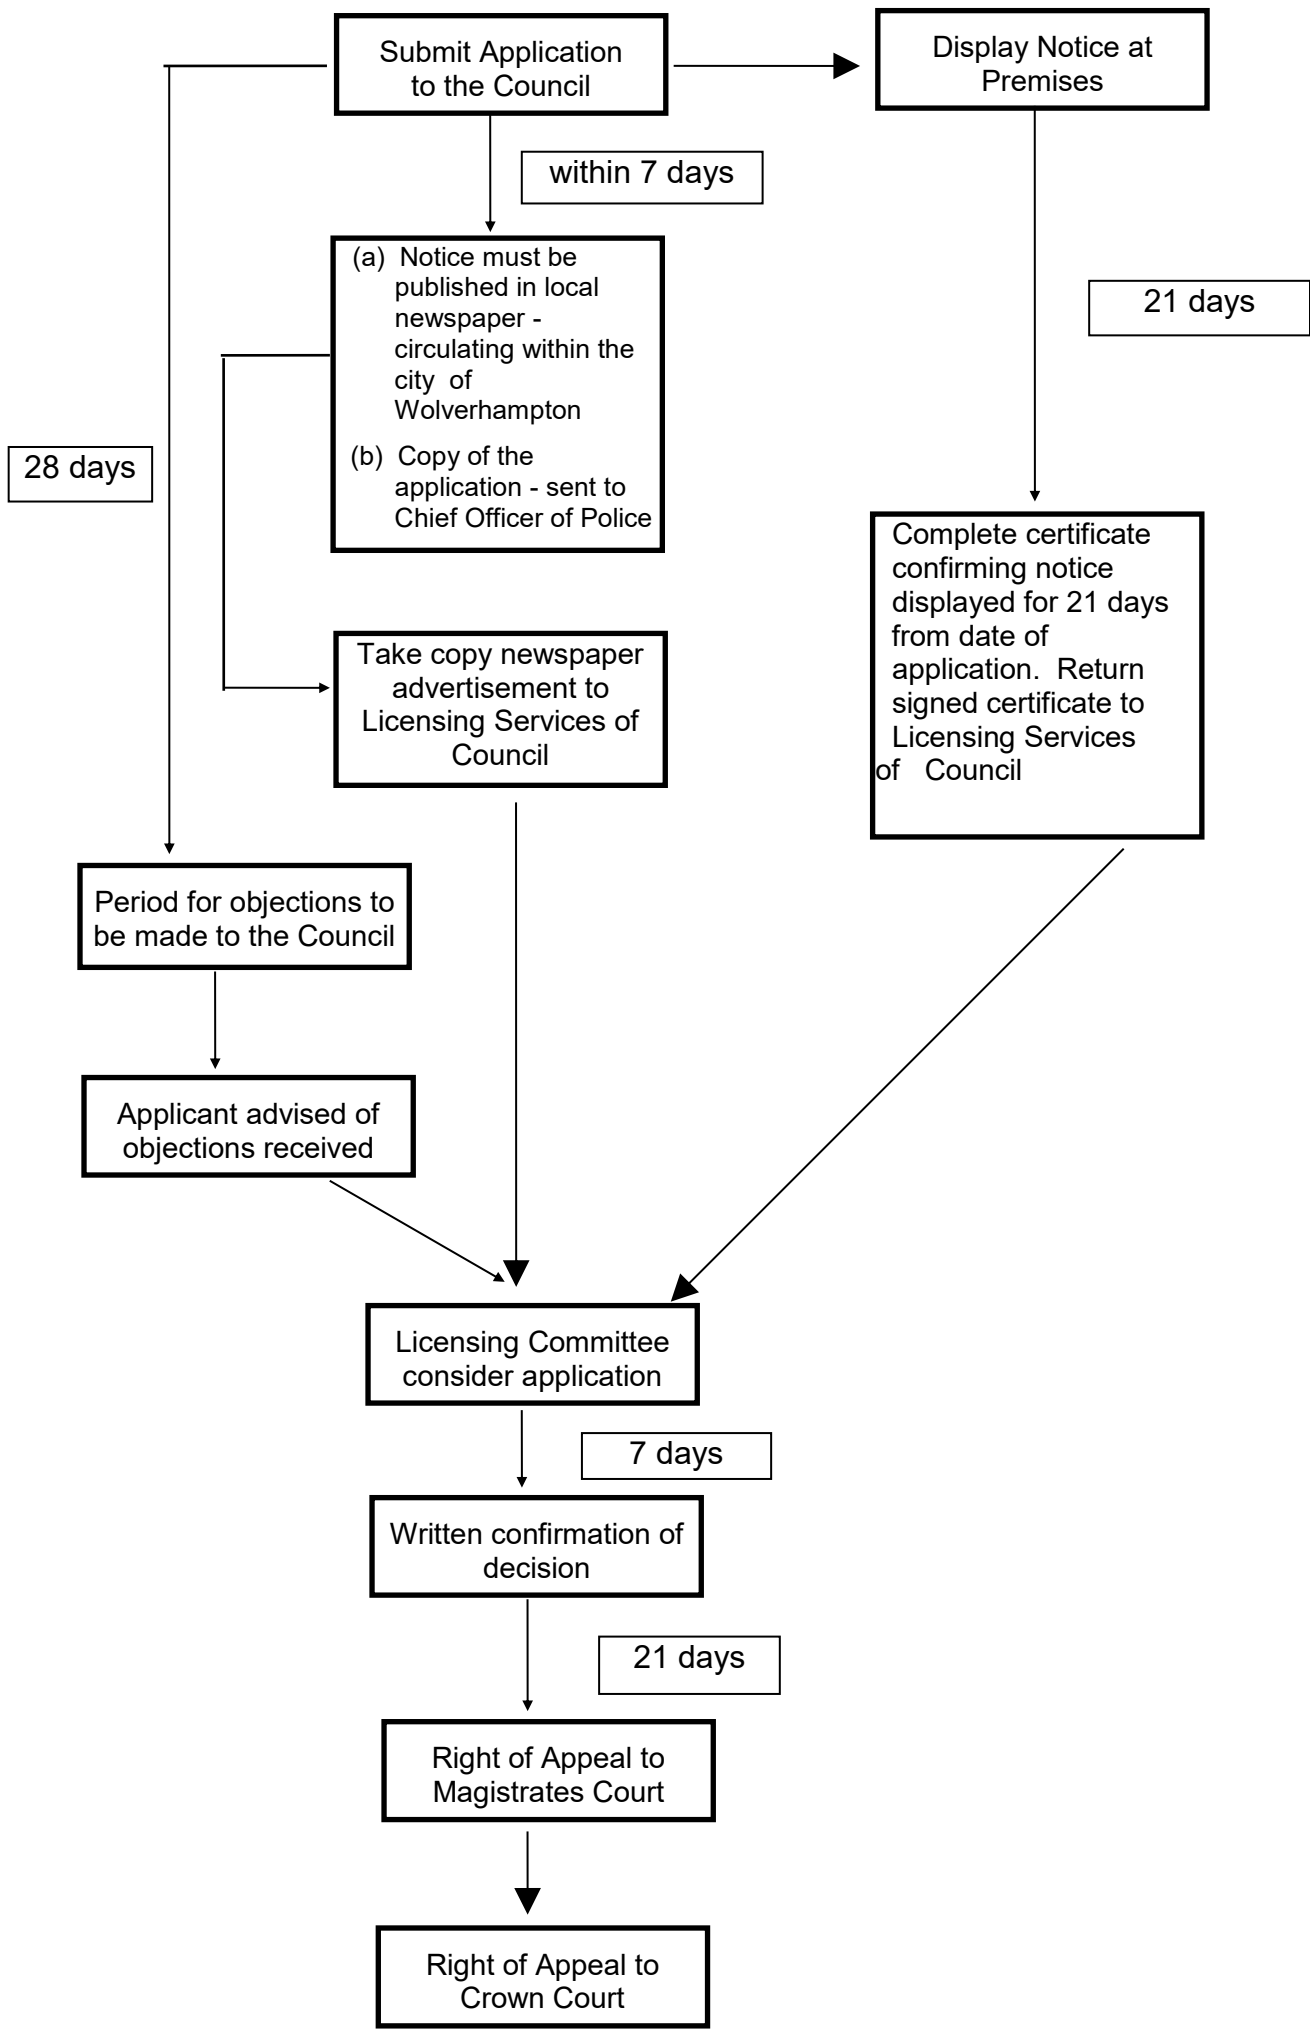 Submit Application
to the Council
Display Notice at
Premises
within 7 days
(a) Notice must be
published in local
newspaper -
circulating within the
city of
Wolverhampton
(b) Copy of the
application - sent to
Chief Officer of Police
21 days
28 days
Complete certificate
confirming notice
displayed for 21 days
from date of
application. Return
signed certificate to
Licensing Services
of Council
Take copy newspaper
advertisement to
Licensing Services of
Council
Period for objections to
be made to the Council
Applicant advised of
objections received
Licensing Committee
consider application
7 days
Written confirmation of
decision
21 days
Right of Appeal to
Magistrates Court
Right of Appeal to
Crown Court